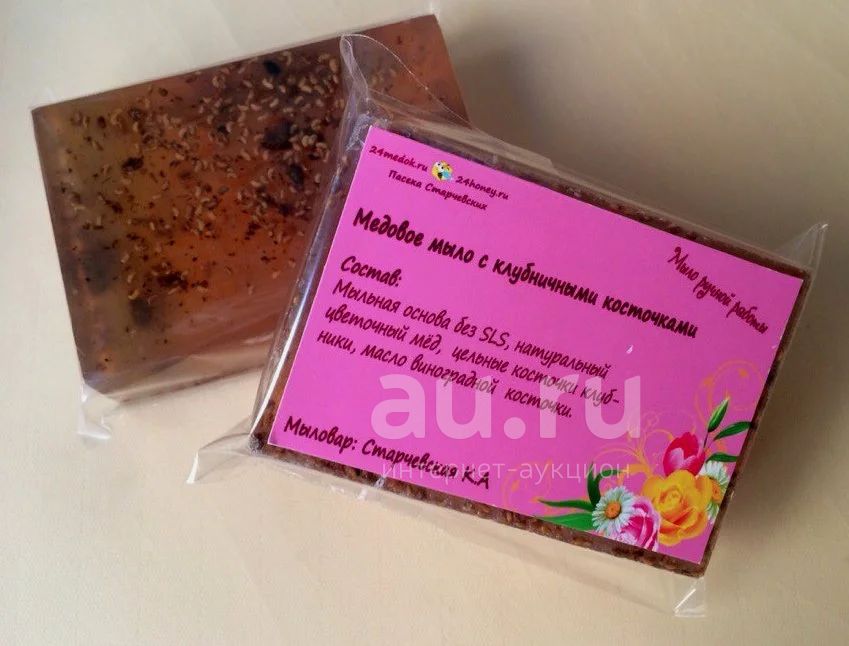 24medok.ru 24honey.ru
Пасека Старчевских
Мыло ручной работы
Медовое мыло с клубничными косточками
Состав:
Мыльная основа без SLS, натуральный
цветочный мёд, цельные косточки клуб-
ники, масло виноградной косточки.
Мыловар: Старчевская К.А
au.ru
интернет-аукцион